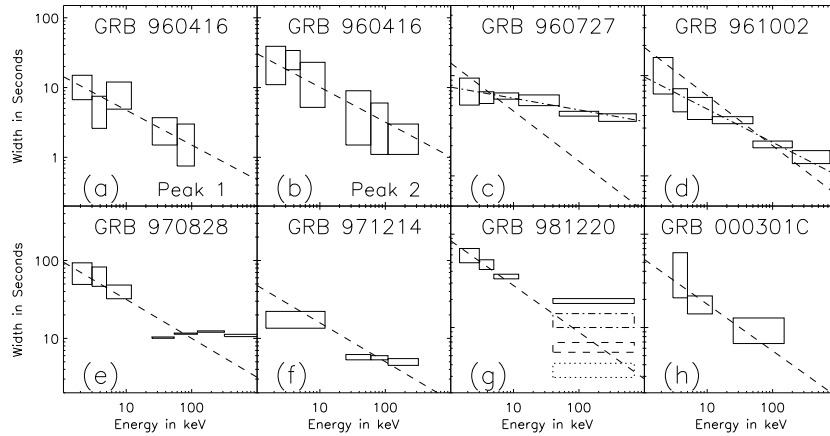 GRB 960416
GRB 960416
GRB 960727
GRB 961002
100
10
1
Width in Seconds
(a)
Peak 1
(b)
Peak 2
(c)
(d)
GRB 970828
GRB 971214
GRB 981220
GRB 000301C
100
10
Width in Seconds
(e)
(f)
(g)
(h)
10 100
10 100
10 100
10 100
Energy in keV
Energy in keV
Energy in keV
Energy in keV